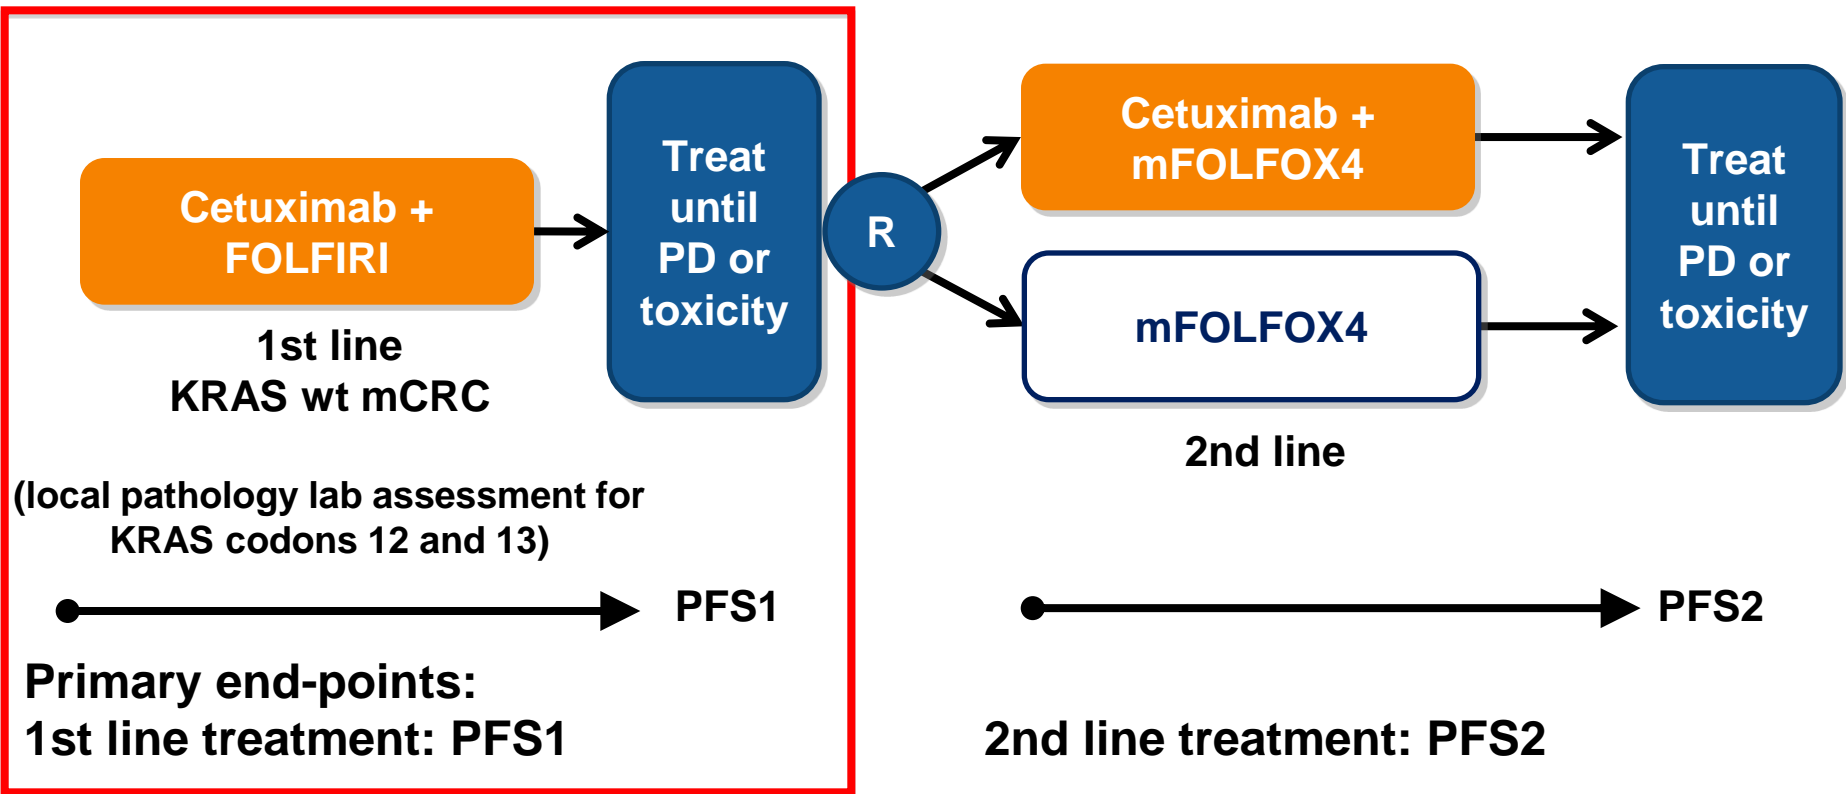 Cetuximab +
FOLFIRI
1st line
KRAS wt mCRC
(local pathology lab assessment for
KRAS codons 12 and 13)
Treat
until
PD or
toxicity
R
Cetuximab +
mFOLFOX4
mFOLFOX4
2nd line
Treat
until
PD or
toxicity
PFS1
PFS2
Primary end-points:
1st line treatment: PFS1
2nd line treatment: PFS2